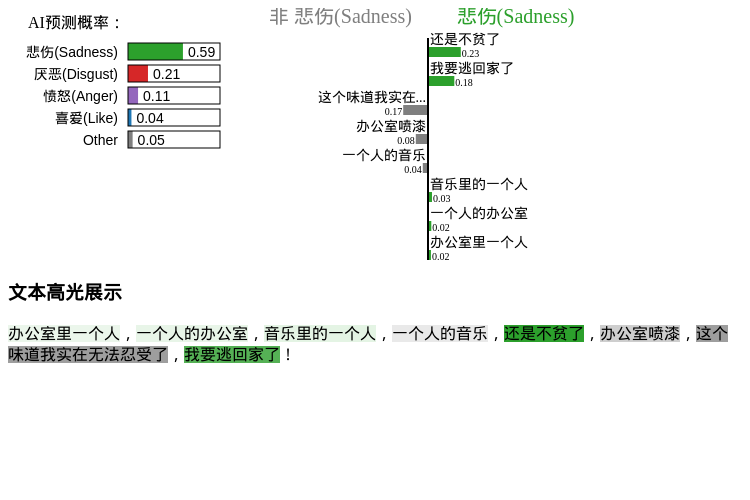 AI预测概率：
悲伤(Sadness) 0.59
厌恶(Disgust) 0.21
愤怒(Anger) 0.11
喜爱(Like) 0.04
Other 0.05
非 悲伤(Sadness) 悲伤(Sadness)
还是不贫了
0.23
我要逃回家了
0.18
这个味道我实在...
0.17
办公室喷漆
0.08
一个人的音乐
0.04
音乐里的一个人
0.03
一个人的办公室
0.02
办公室里一个人
0.02
文本高光展示
办公室里一个人，一个人的办公室，音乐里的一个人，一个人的音乐，还是不贫了，办公室喷漆，这个
味道我实在无法忍受了，我要逃回家了！